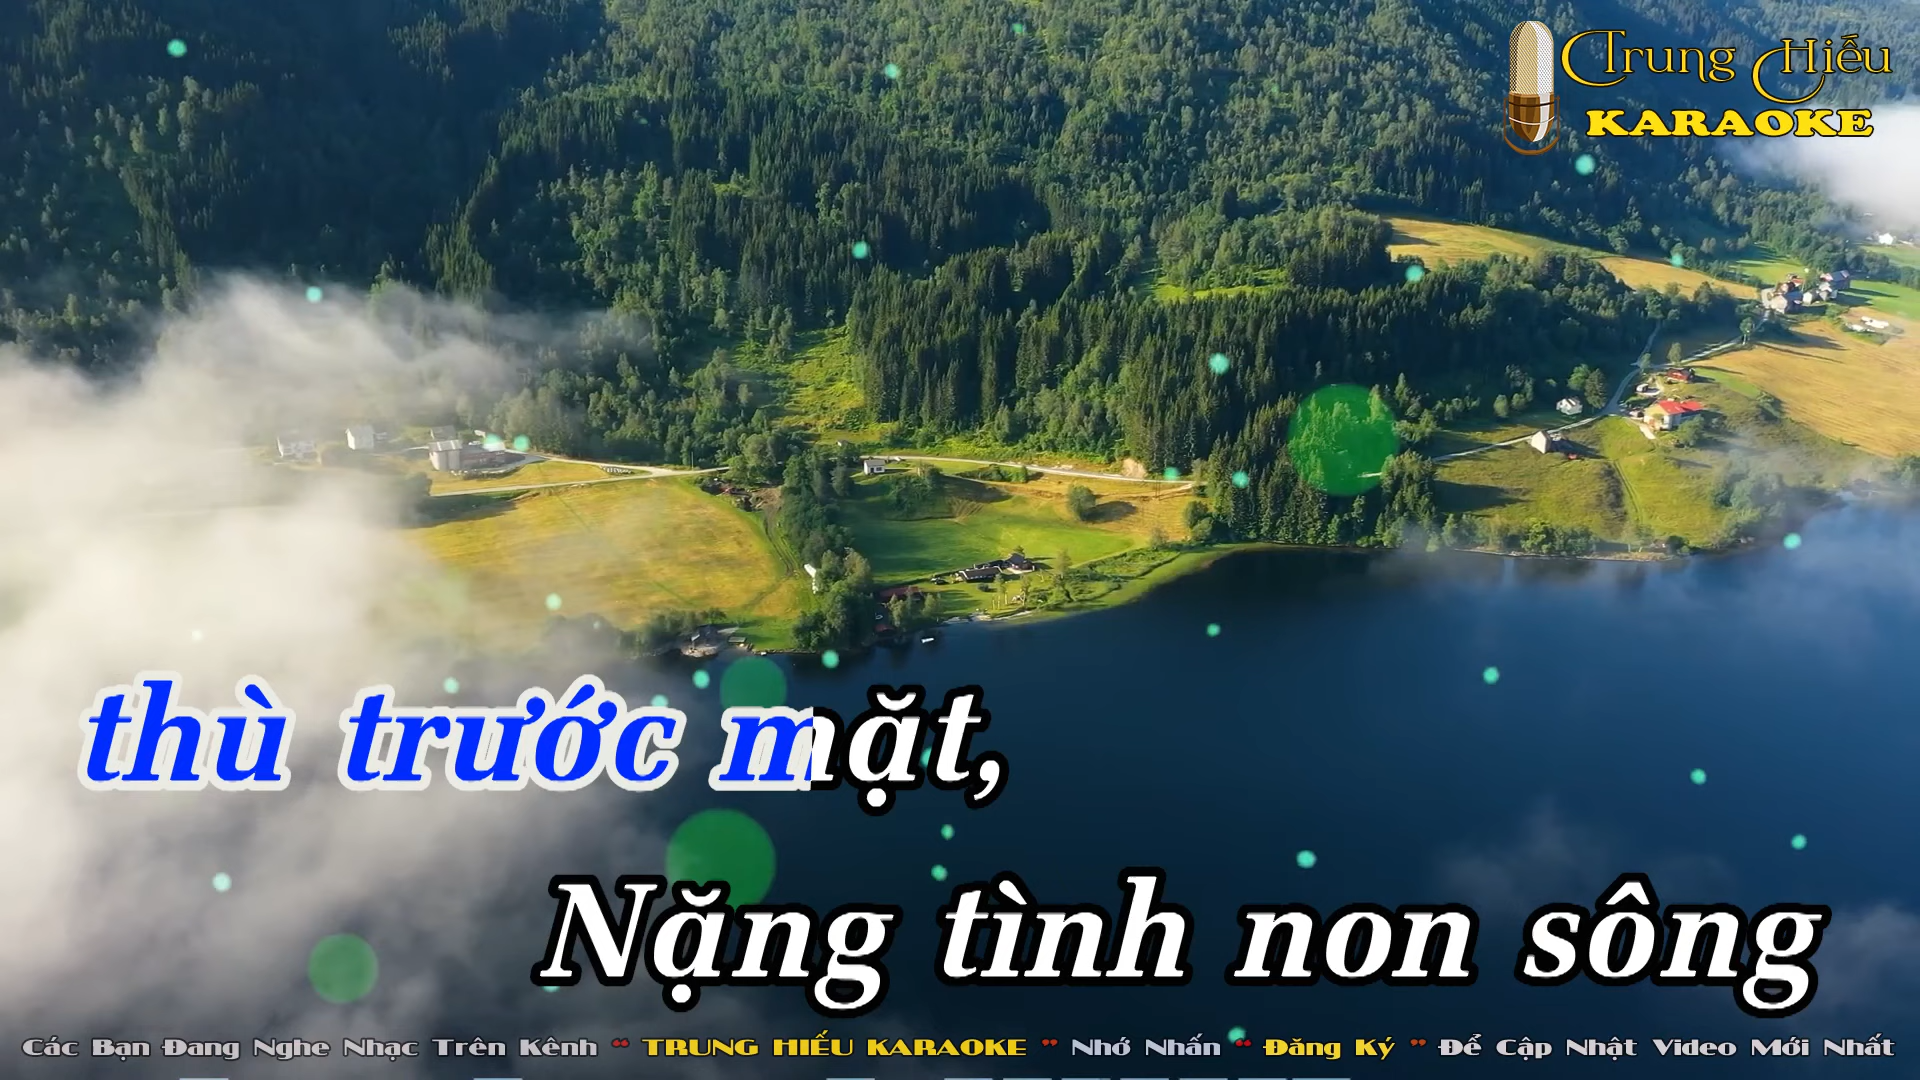 Trung Hiếu
KARAOKE
thù trước mặt,
Nặng tình non sông
Các Bạn Đang Nghe Nhạc Trên Kênh “ TRUNG HIẾU KARAOKE ” Nhớ Nhấn “ Đăng Ký ” Để Cập Nhật Video Mới Nhất